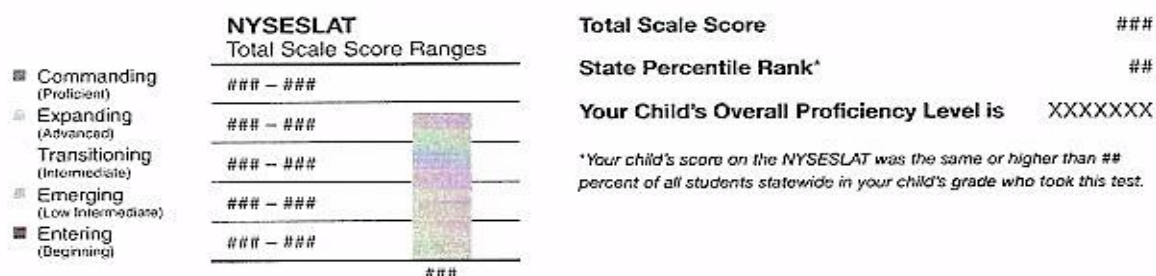 NYSESLAT
Total Scale Score Ranges
Commanding
(Proficient)
### – ###
Expanding
(Advanced)
### – ###
Transitioning
(Intermediate)
### – ###
Emerging
(Low Intermediate)
### – ###
Entering
(Beginning)
### – ###
###
Total Scale Score ###
State Percentile Rank* ##
Your Child's Overall Proficiency Level is XXXXXXX
*Your child's score on the NYSESLAT was the same or higher than ##
percent of all students statewide in your child's grade who took this test.